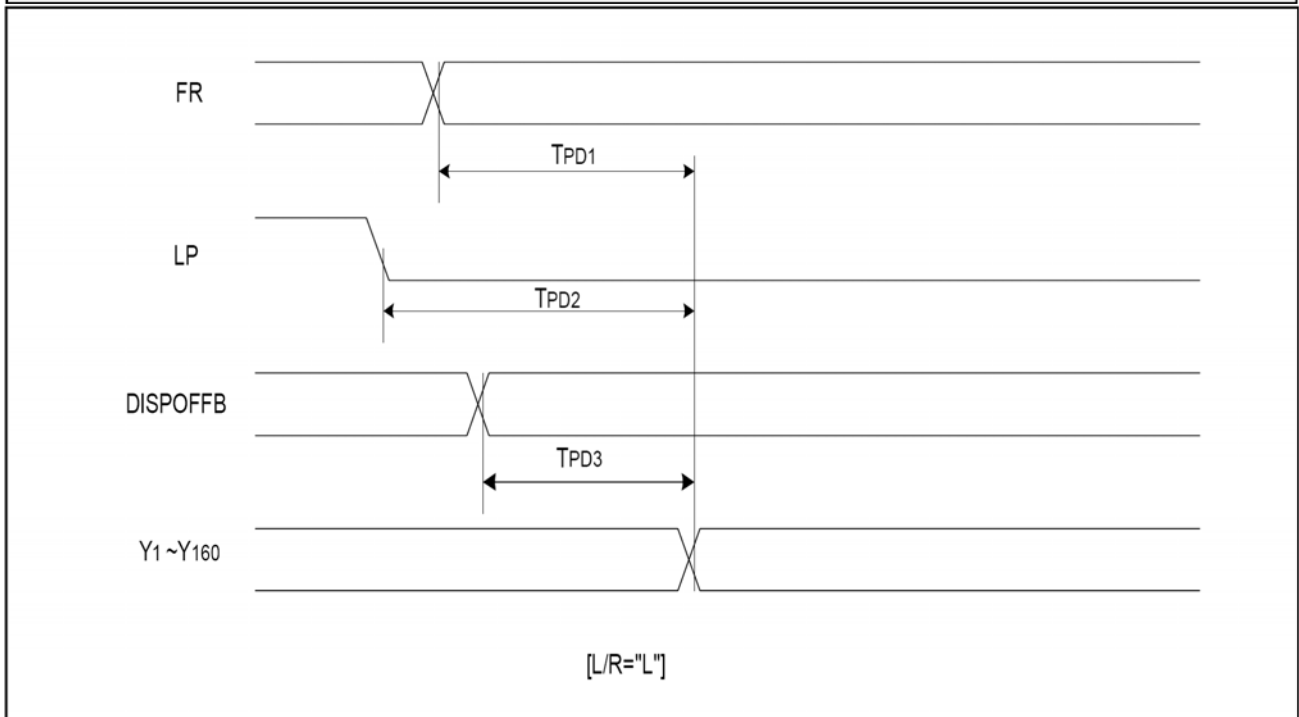 FR
TPD1
LP
TPD2
DISPOFFB
TPD3
Y1 ~Y160
[L/R="L"]